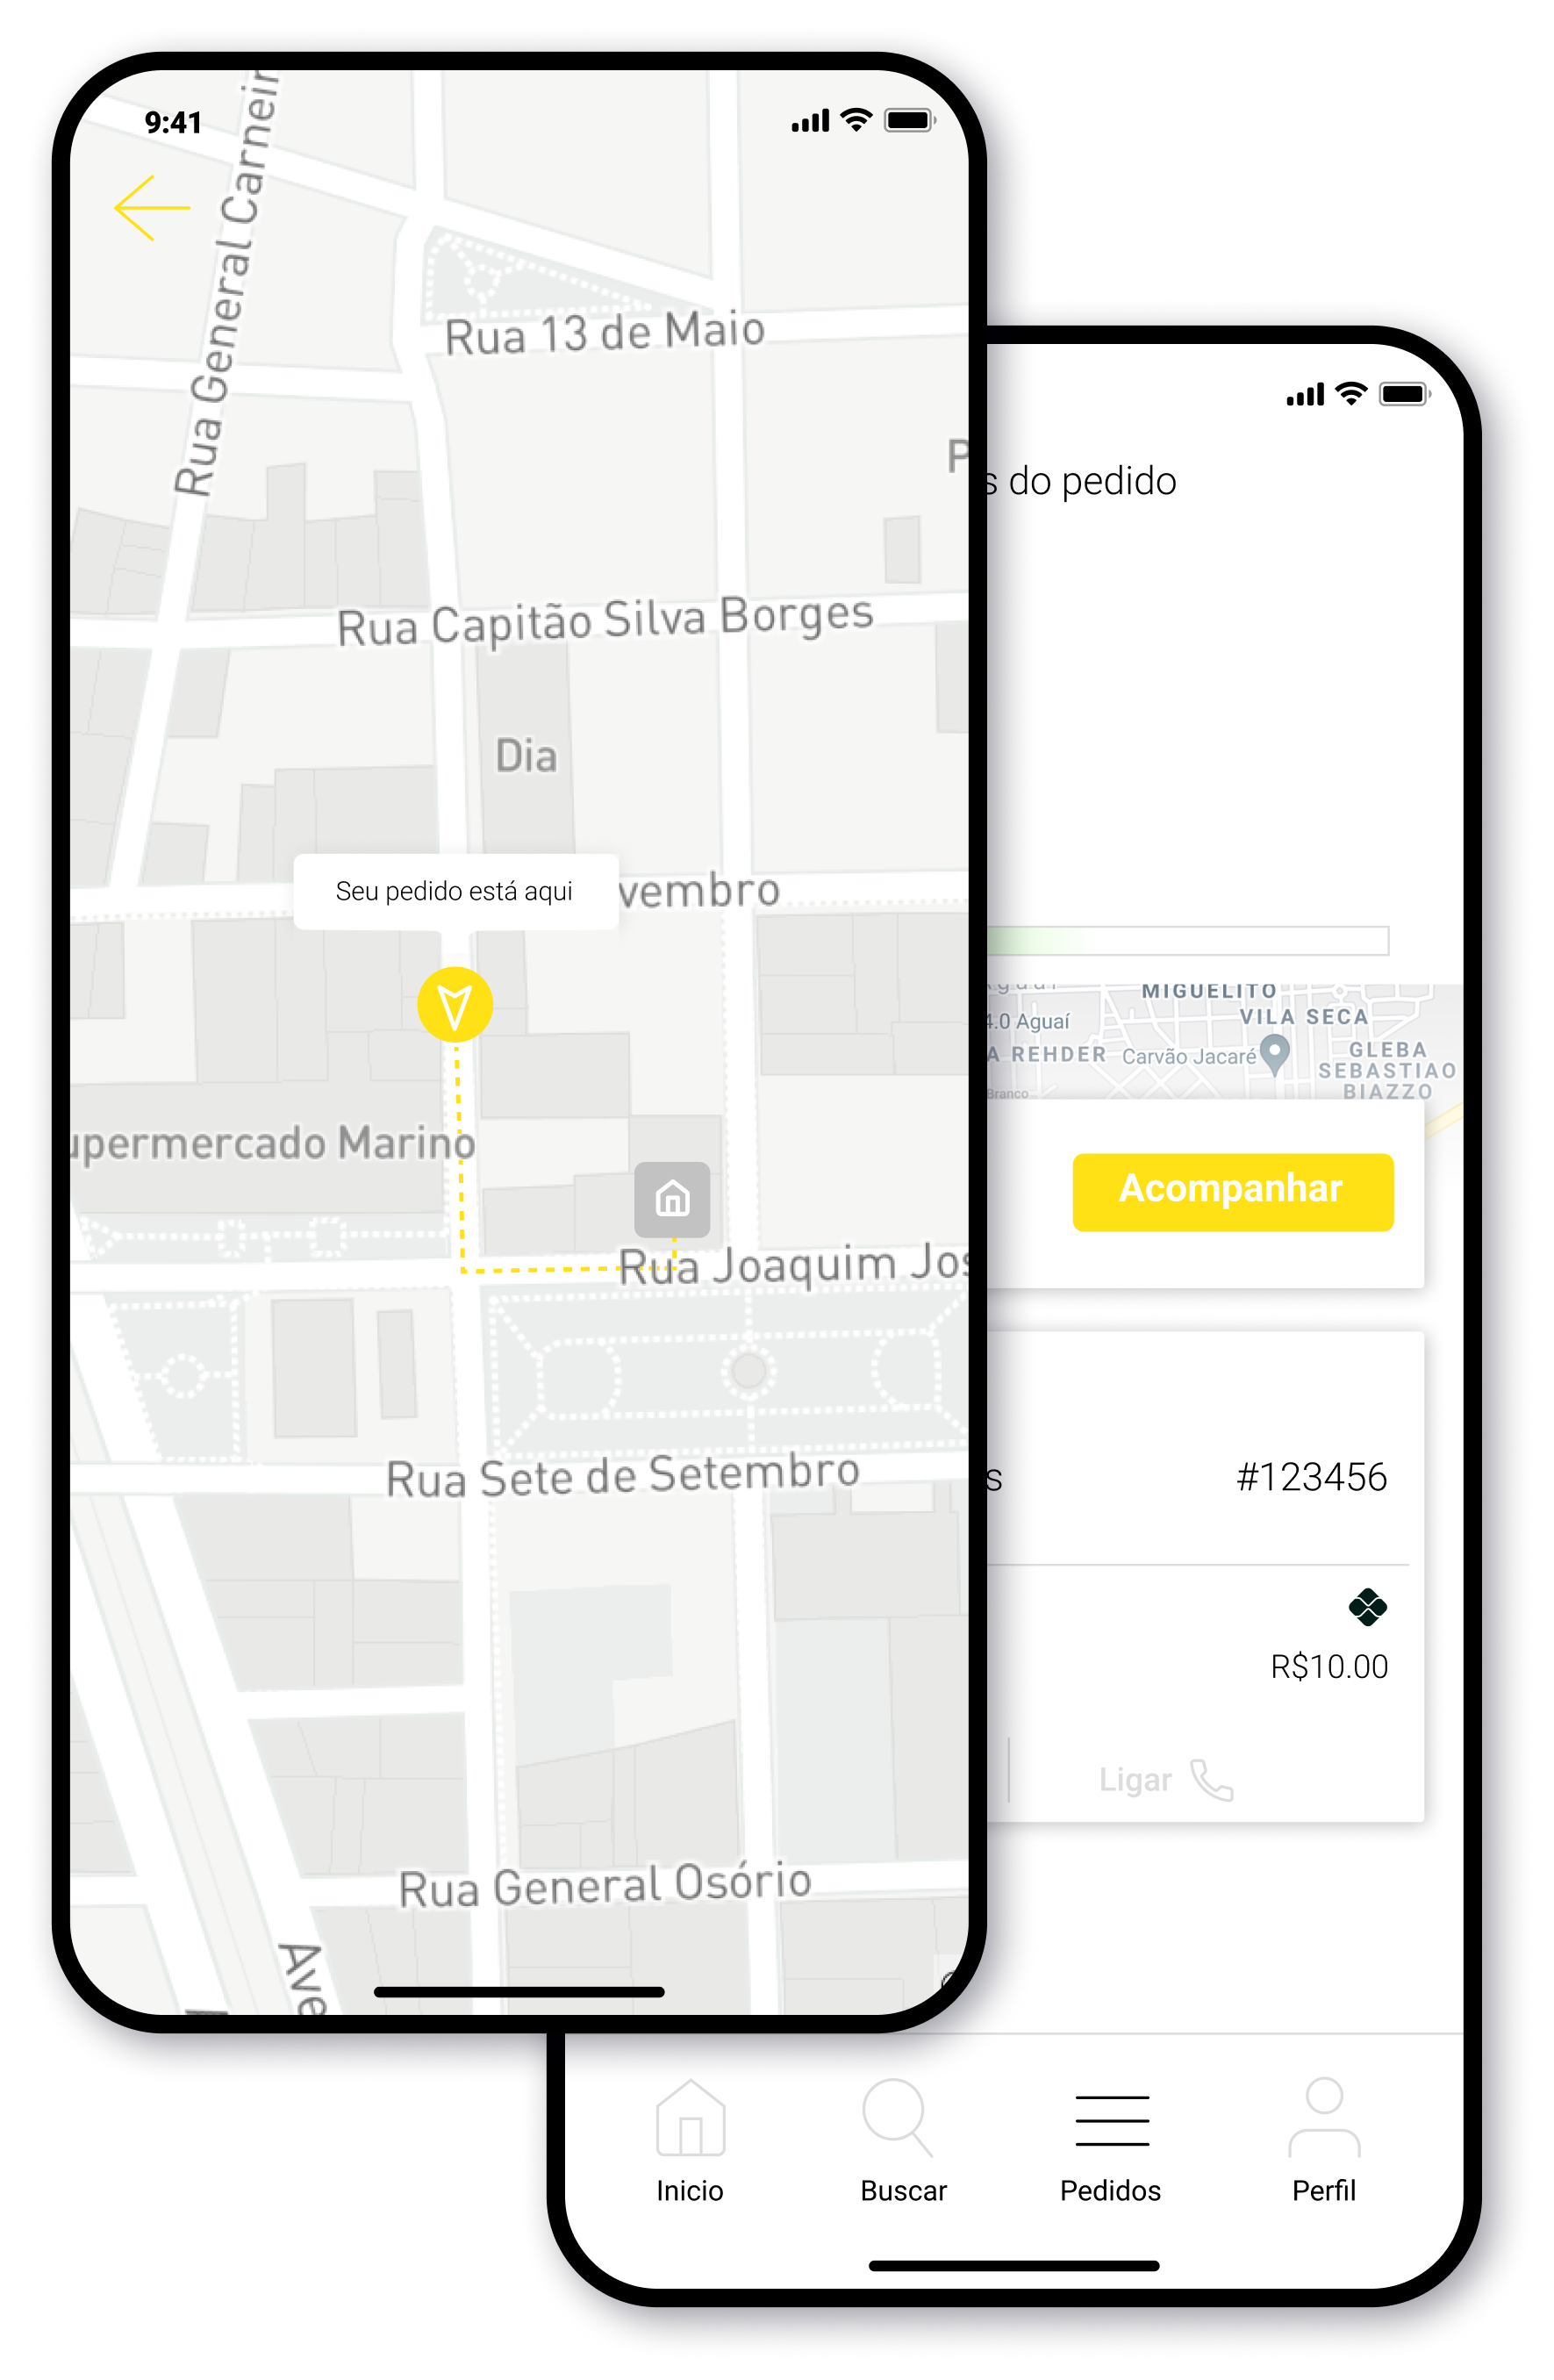 9:41
Rua General Carneir
Rua 13 de Maio
P
Rua Capitão Silva Borges
Dia
Seu pedido está aqui
vembro
upermercado Marino
Rua Joaquim Jos
Rua Sete de Setembro
Rua General Osório
Ave
s do pedido
MIGUELITO
4.0 Aguaí
VILA SECA
A REHDER
Carvão Jacaré
GLEBA
SEBASTIAO
BIAZZO
Branco
Acompanhar
s
#123456
R$10.00
Ligar
Inicio
Buscar
Pedidos
Perfil